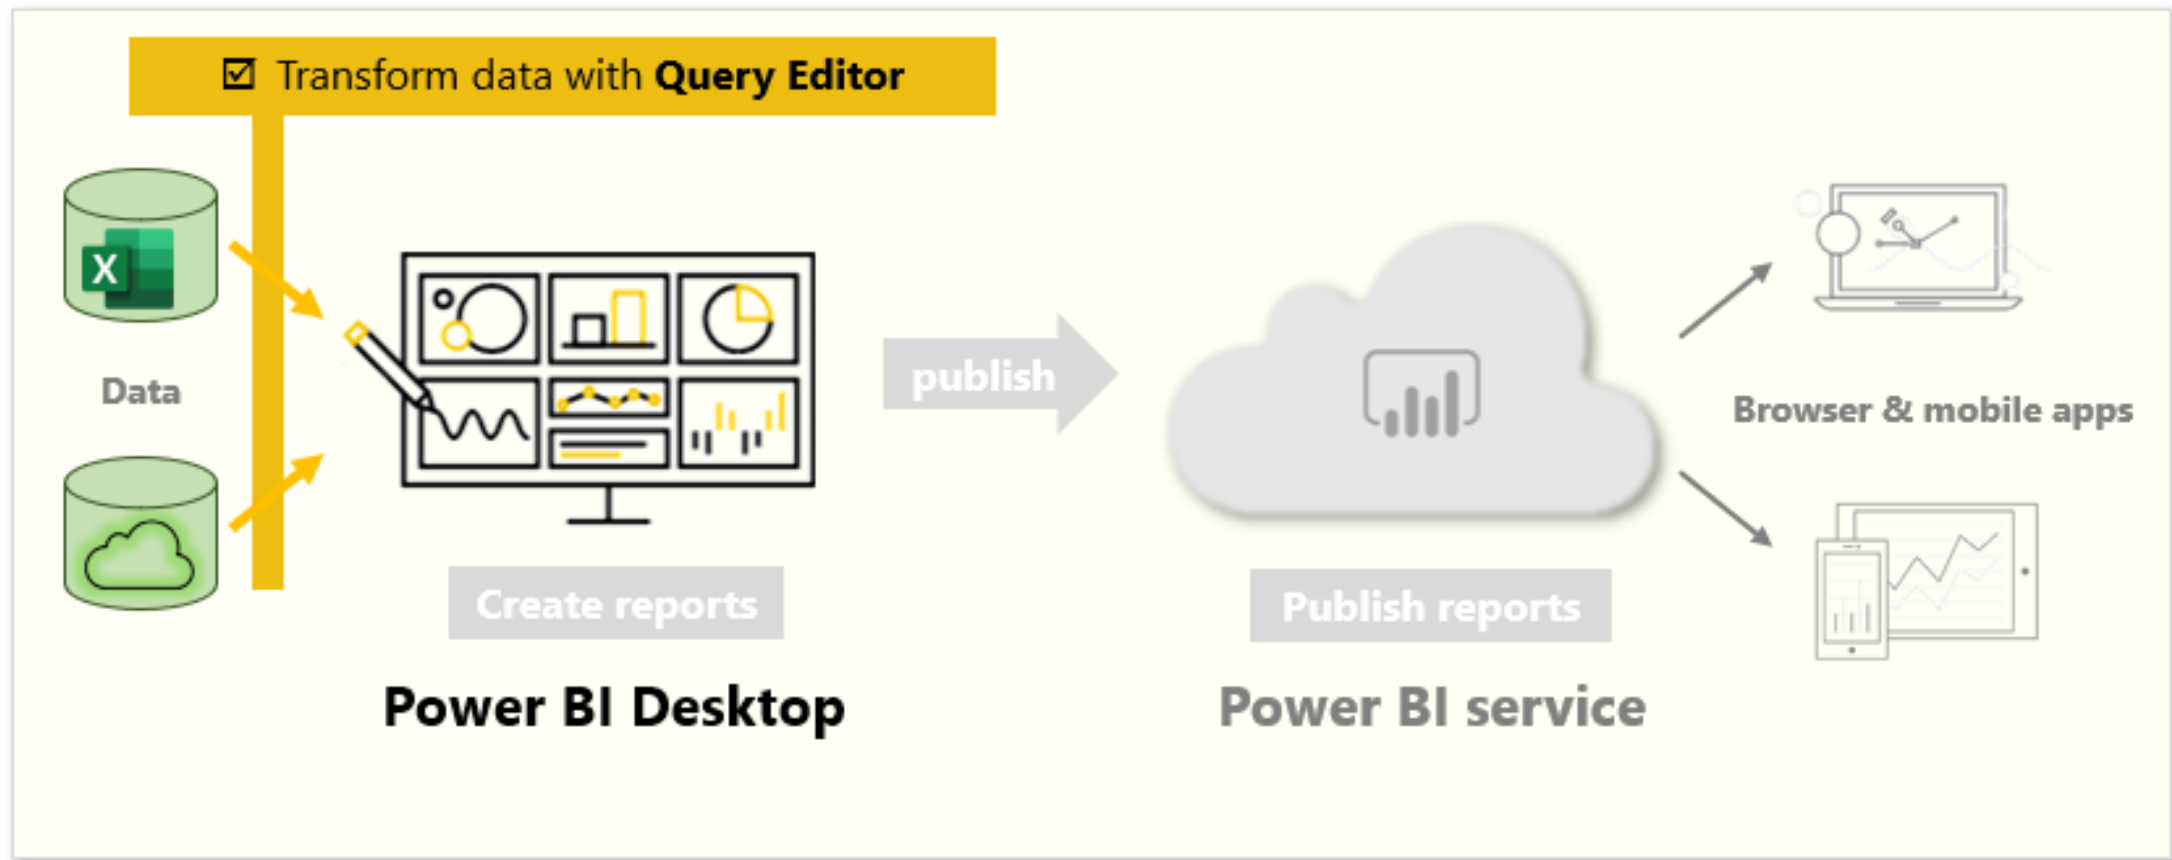 ☑ Transform data with Query Editor
X
Data
publish
Browser & mobile apps
Create reports
Publish reports
Power BI Desktop
Power BI service